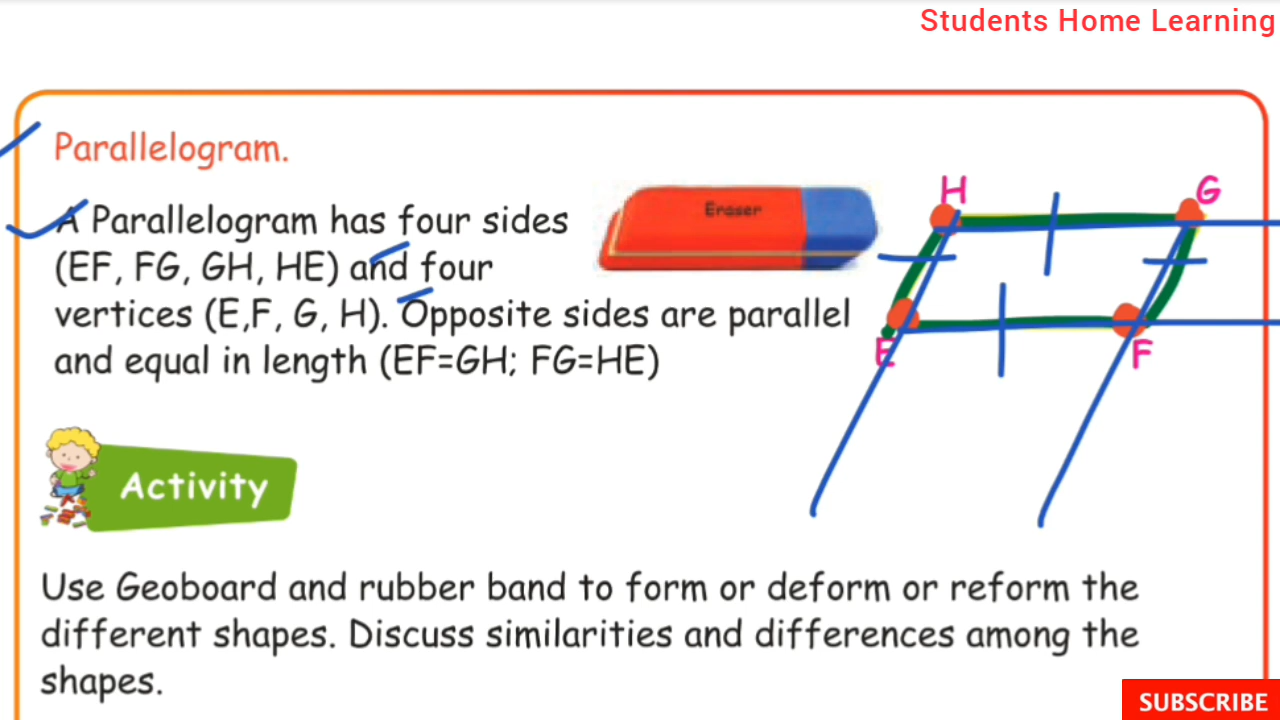 Students Home Learning
Parallelogram.
A Parallelogram has four sides
(EF, FG, GH, HE) and four
vertices (E,F, G, H). Opposite sides are parallel
and equal in length (EF=GH; FG=HE)
Eraser
H
G
E
F
Activity
Use Geoboard and rubber band to form or deform or reform the
different shapes. Discuss similarities and differences among the
shapes.
SUBSCRIBE